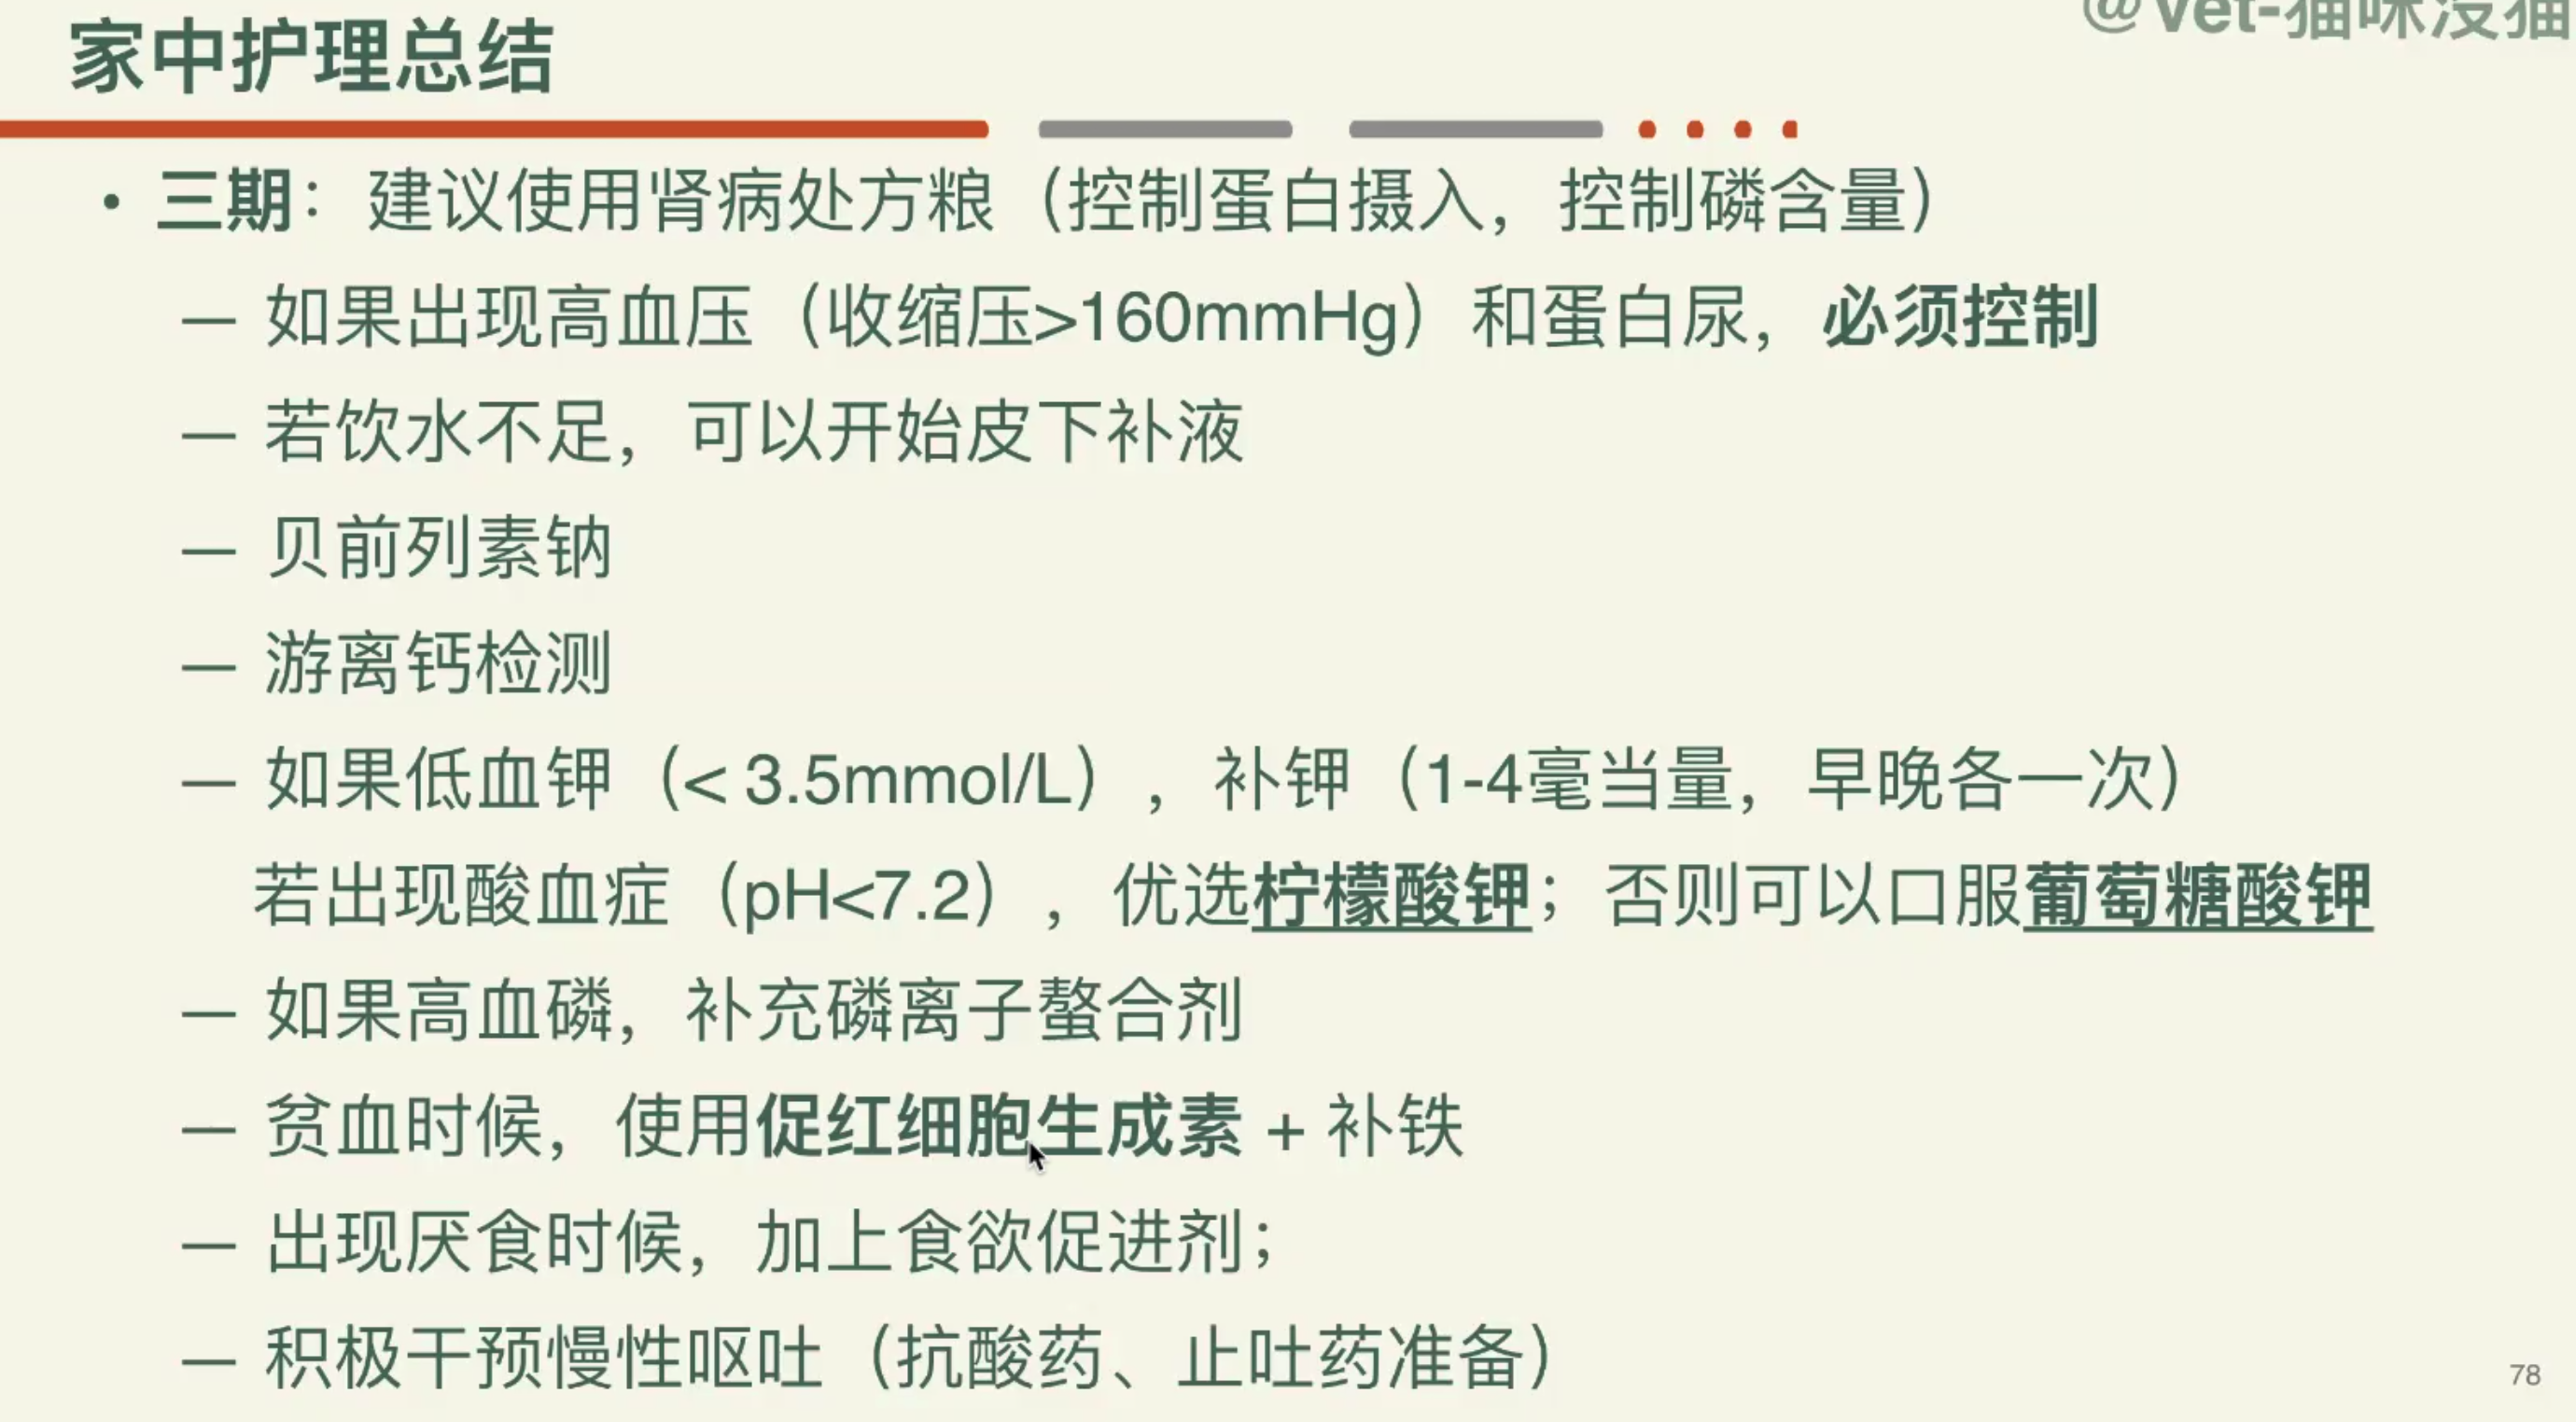 @Vet-猫咪没猫
家中护理总结
• 三期：建议使用肾病处方粮（控制蛋白摄入，控制磷含量）
— 如果出现高血压（收缩压>160mmHg）和蛋白尿，必须控制
— 若饮水不足，可以开始皮下补液
— 贝前列素钠
— 游离钙检测
— 如果低血钾（< 3.5mmol/L），补钾（1-4毫当量，早晚各一次）
若出现酸血症（pH<7.2），优选柠檬酸钾；否则可以口服葡萄糖酸钾
— 如果高血磷，补充磷离子螯合剂
— 贫血时候，使用促红细胞生成素 + 补铁
— 出现厌食时候，加上食欲促进剂；
— 积极干预慢性呕吐（抗酸药、止吐药准备）
78